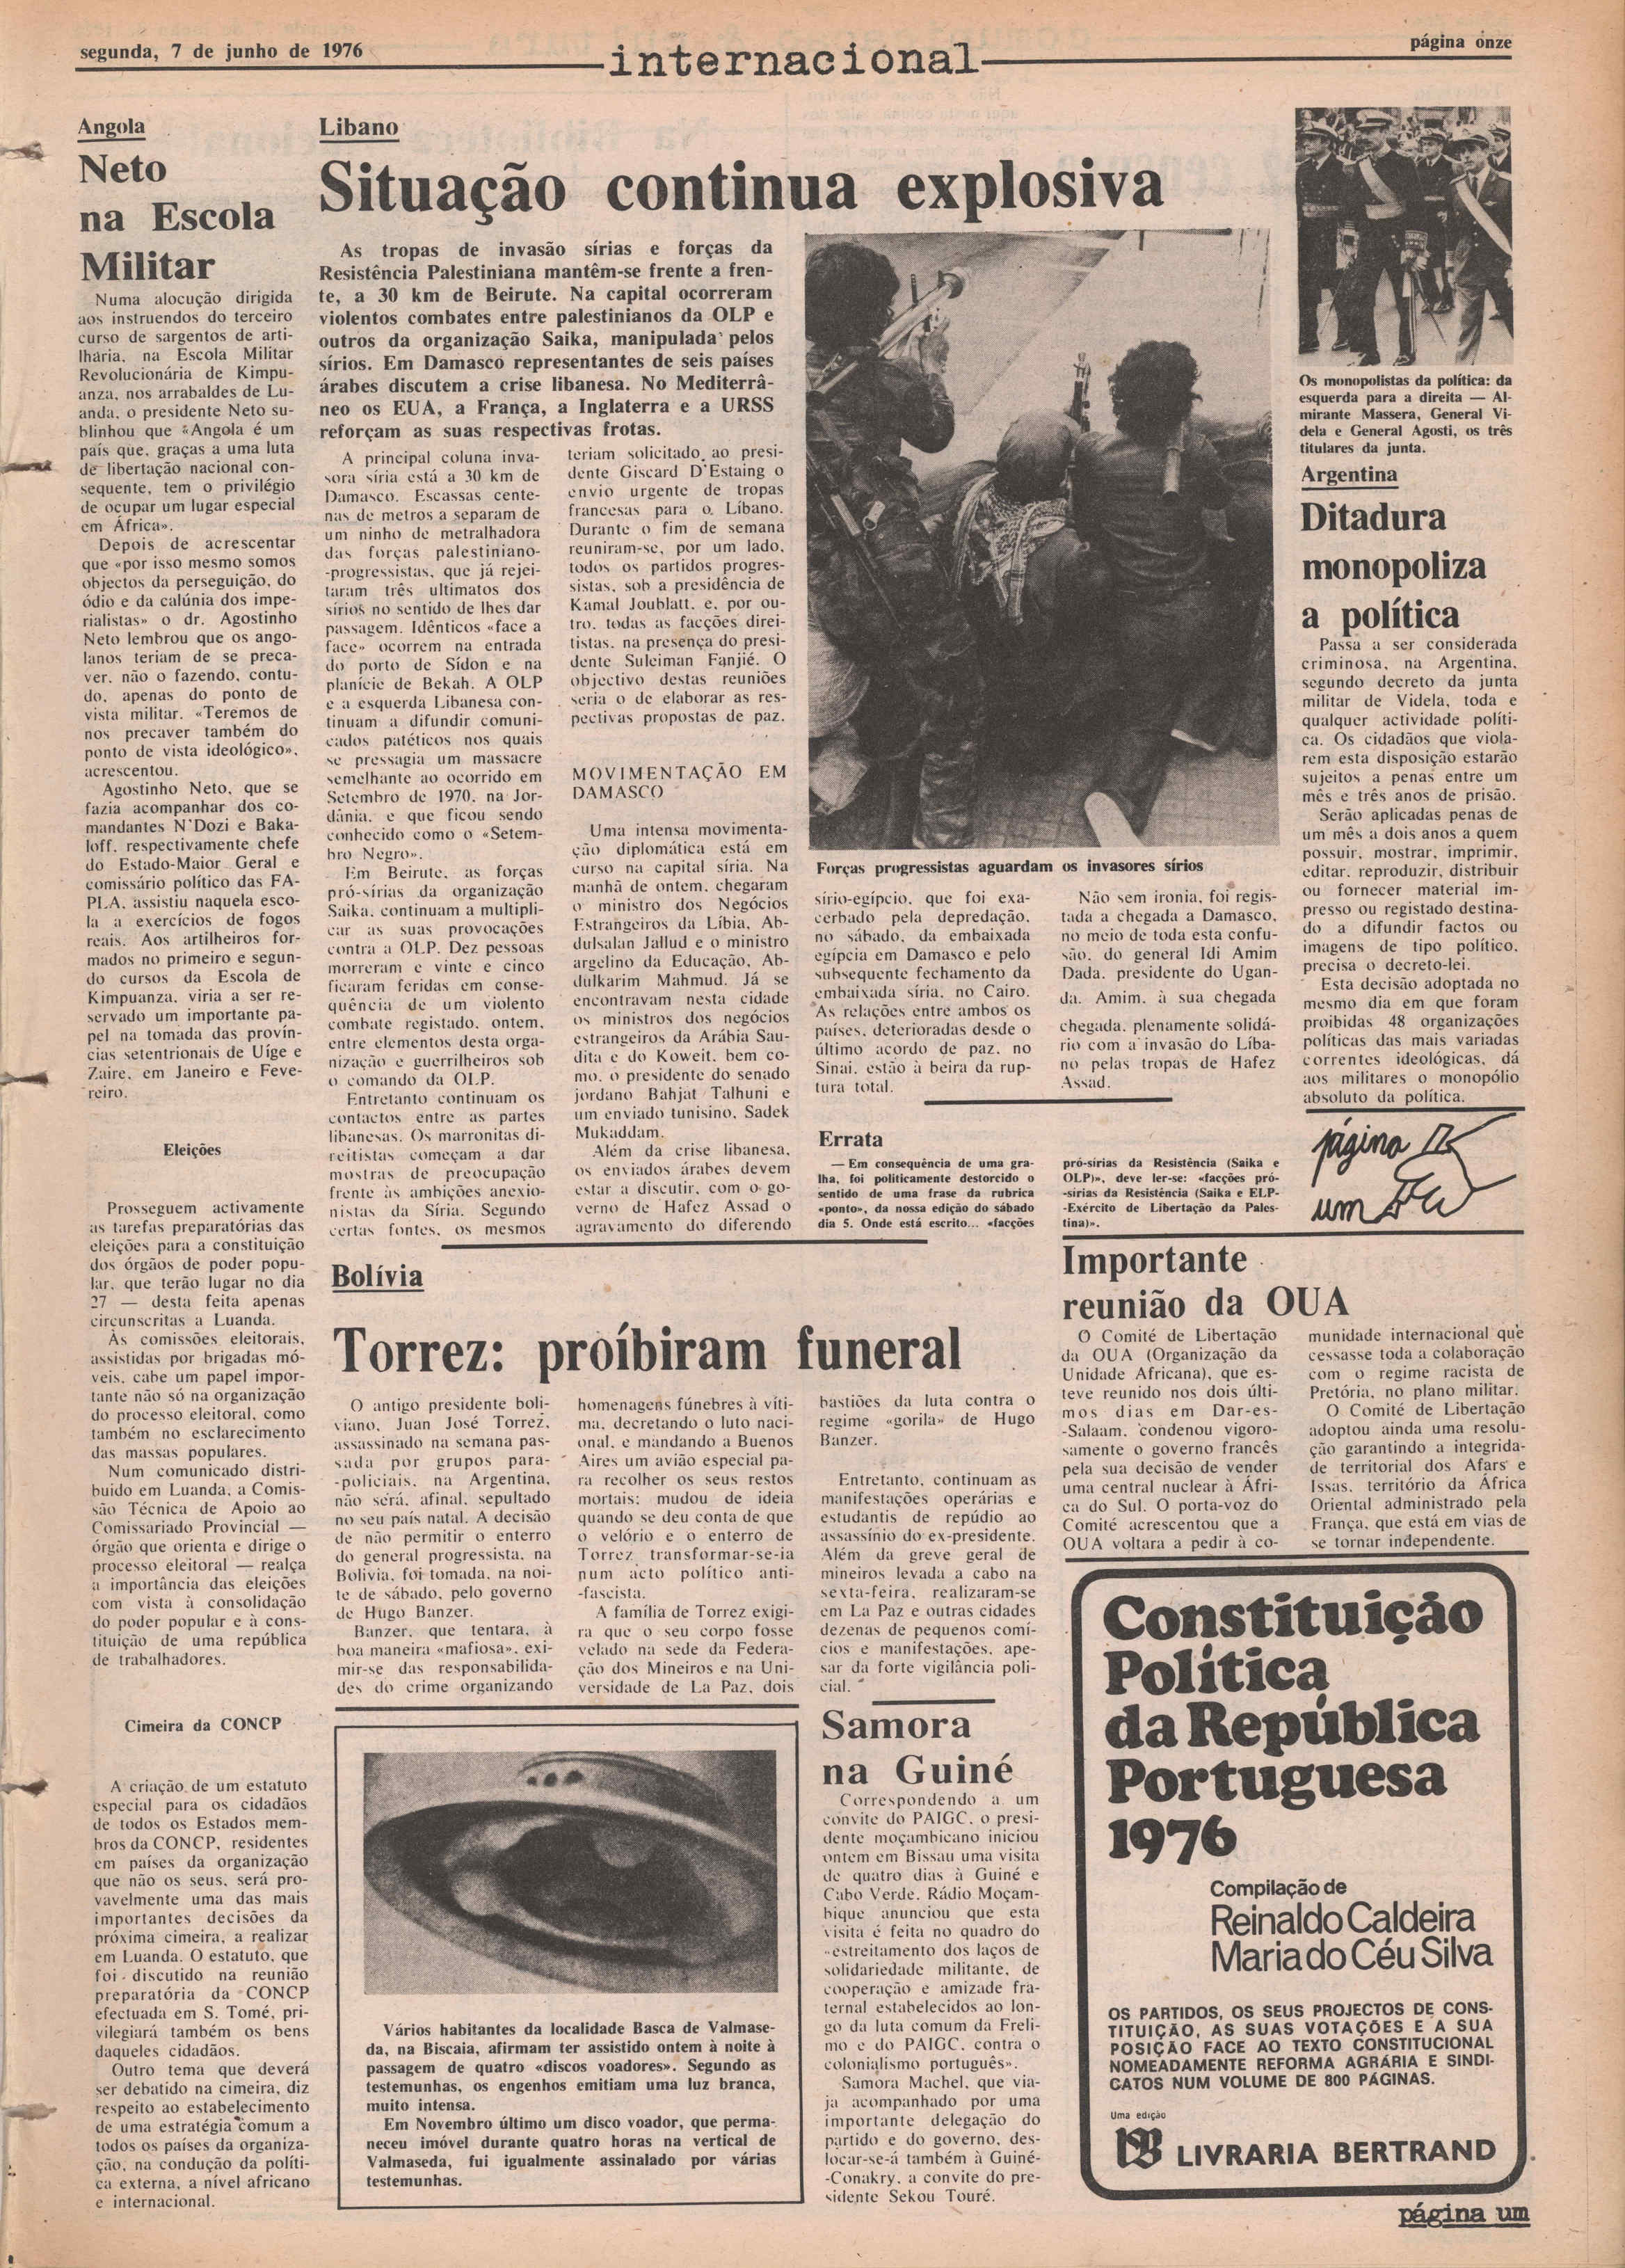 segunda, 7 de junho de 1976
internacional
página onze
Angola
Neto
na Escola
Militar
Numa alocução dirigida
aos instruendos do terceiro
curso de sargentos de arti-
lharia, na Escola Militar
Revolucionária de Kimpu-
anza, nos arrabaldes de Lu-
anda, o presidente Neto su-
blinhou que «Angola é um
país que, graças a uma luta
de libertação nacional con-
sequente, tem o privilégio
de ocupar um lugar especial
em África».
Depois de acrescentar
que «por isso mesmo somos
objectos da perseguição, do
ódio e da calúnia dos impe-
rialistas» o dr. Agostinho
Neto lembrou que os ango-
lanos teriam de se preca-
ver, não o fazendo, contu-
do, apenas do ponto de
vista militar. «Teremos de
nos precaver também do
ponto de vista ideológico»,
acrescentou.
Agostinho Neto, que se
fazia acompanhar dos co-
mandantes N'Dozi e Baka-
loff, respectivamente chefe
do Estado-Maior Geral e
comissário político das FA-
PLA, assistiu naquela esco-
la a exercícios de fogos
reais. Aos artilheiros for-
mados no primeiro e segun-
do cursos da Escola de
Kimpuanza, viria a ser re-
servado um importante pa-
pel na tomada das provín-
cias setentrionais de Uíge e
Zaire, em Janeiro e Feve-
reiro.
Eleições
Prosseguem activamente
as tarefas preparatórias das
eleições para a constituição
dos órgãos de poder popu-
lar, que terão lugar no dia
27 — desta feita apenas
circunscritas a Luanda.
Às comissões eleitorais,
assistidas por brigadas mó-
veis, cabe um papel impor-
tante não só na organização
do processo eleitoral, como
também no esclarecimento
das massas populares.
Num comunicado distri-
buido em Luanda, a Comis-
são Técnica de Apoio ao
Comissariado Provincial —
órgão que orienta e dirige o
processo eleitoral — realça
a importância das eleições
com vista à consolidação
do poder popular e à cons-
tituição de uma república
de trabalhadores.
Cimeira da CONCP
A criação de um estatuto
especial para os cidadãos
de todos os Estados mem-
bros da CONCP, residentes
em países da organização
que não os seus, será pro-
vavelmente uma das mais
importantes decisões da
próxima cimeira, a realizar
em Luanda. O estatuto, que
foi discutido na reunião
preparatória da CONCP
efectuada em S. Tomé, pri-
vilegiará também os bens
daqueles cidadãos.
Outro tema que deverá
ser debatido na cimeira, diz
respeito ao estabelecimento
de uma estratégia comum a
todos os países da organiza-
ção, na condução da políti-
ca externa, a nível africano
e internacional.
Libano
Situação continua explosiva
As tropas de invasão sírias e forças da
Resistência Palestiniana mantêm-se frente a fren-
te, a 30 km de Beirute. Na capital ocorreram
violentos combates entre palestinianos da OLP e
outros da organização Saika, manipulada pelos
sírios. Em Damasco representantes de seis países
árabes discutem a crise libanesa. No Mediterrâ-
neo os EUA, a França, a Inglaterra e a URSS
reforçam as suas respectivas frotas.
A principal coluna inva-
sora síria está a 30 km de
Damasco. Escassas cente-
nas de metros a separam de
um ninho de metralhadora
das forças palestiniano-
-progressistas, que já rejei-
taram três ultimatos dos
sírios no sentido de lhes dar
passagem. Idênticos «face a
face» ocorrem na entrada
do porto de Sídon e na
planície de Bekah. A OLP
e a esquerda Libanesa con-
tinuam a difundir comuni-
cados patéticos nos quais
se pressagia um massacre
semelhante ao ocorrido em
Setembro de 1970, na Jor-
dânia, e que ficou sendo
conhecido como o «Setem-
bro Negro».
Em Beirute, as forças
pró-sírias da organização
Saika, continuam a multipli-
car as suas provocações
contra a OLP. Dez pessoas
morreram e vinte e cinco
ficaram feridas em conse-
quência de um violento
combate registado, ontem,
entre elementos desta orga-
nização e guerrilheiros sob
o comando da OLP.
Entretanto continuam os
contactos entre as partes
libanesas. Os marronitas di-
reitistas começam a dar
mostras de preocupação
frente às ambições anexio-
nistas da Síria. Segundo
certas fontes, os mesmos
teriam solicitado ao presi-
dente Giscard D'Estaing o
envio urgente de tropas
francesas para o Líbano.
Durante o fim de semana
reuniram-se, por um lado,
todos os partidos progres-
sistas, sob a presidência de
Kamal Joublatt, e, por ou-
tro, todas as facções direi-
tistas, na presença do presi-
dente Suleiman Fanjié. O
objectivo destas reuniões
seria o de elaborar as res-
pectivas propostas de paz.
MOVIMENTAÇÃO EM
DAMASCO
Uma intensa movimenta-
ção diplomática está em
curso na capital síria. Na
manhã de ontem, chegaram
o ministro dos Negócios
Estrangeiros da Líbia, Ab-
dulsalan Jallud e o ministro
argelino da Educação, Ab-
dulkarim Mahmud. Já se
encontravam nesta cidade
os ministros dos negócios
estrangeiros da Arábia Sau-
dita e do Koweit, bem co-
mo, o presidente do senado
jordano Bahjat Talhuni e
um enviado tunisino, Sadek
Mukaddam.
Além da crise libanesa,
os enviados árabes devem
estar a discutir, com o go-
verno de Hafez Assad o
agravamento do diferendo
Forças progressistas aguardam os invasores sírios
sírio-egípcio, que foi exa-
cerbado pela depredação,
no sábado, da embaixada
egípcia em Damasco e pelo
subsequente fechamento da
embaixada síria, no Cairo.
As relações entre ambos os
países, deterioradas desde o
último acordo de paz, no
Sinai, estão à beira da rup-
tura total.
Não sem ironia, foi regis-
tada a chegada a Damasco,
no meio de toda esta confu-
são, do general Idi Amim
Dada, presidente do Ugan-
da. Amim, à sua chegada
chegada, plenamente solidá-
rio com a invasão do Líba-
no pelas tropas de Hafez
Assad.
Errata
— Em consequência de uma gra-
lha, foi politicamente destorcido o
sentido de uma frase da rubrica
«ponto», da nossa edição do sábado
dia 5. Onde está escrito... «facções
pró-sírias da Resistência (Saika e
OLP)», deve ler-se: «facções pró-
-sírias da Resistência (Saika e ELP-
-Exército de Libertação da Pales-
tina)».
Os monopolistas da política: da
esquerda para a direita — Al-
mirante Massera, General Vi-
dela e General Agosti, os três
titulares da junta.
Argentina
Ditadura
monopoliza
a política
Passa a ser considerada
criminosa, na Argentina,
segundo decreto da junta
militar de Videla, toda e
qualquer actividade políti-
ca. Os cidadãos que viola-
rem esta disposição estarão
sujeitos a penas entre um
mês e três anos de prisão.
Serão aplicadas penas de
um mês a dois anos a quem
possuir, mostrar, imprimir,
editar, reproduzir, distribuir
ou fornecer material im-
presso ou registado destina-
do a difundir factos ou
imagens de tipo político,
precisa o decreto-lei.
Esta decisão adoptada no
mesmo dia em que foram
proibidas 48 organizações
políticas das mais variadas
correntes ideológicas, dá
aos militares o monopólio
absoluto da política.
página
um
Bolívia
Torrez: proíbiram funeral
O antigo presidente boli-
viano, Juan José Torrez,
assassinado na semana pas-
sada por grupos para-
-policiais, na Argentina,
não será, afinal, sepultado
no seu país natal. A decisão
de não permitir o enterro
do general progressista, na
Bolivia, foi tomada, na noi-
te de sábado, pelo governo
de Hugo Banzer.
Banzer, que tentara, à
boa maneira «mafiosa», exi-
mir-se das responsabilida-
des do crime organizando
homenagens fúnebres à víti-
ma, decretando o luto naci-
onal, e mandando a Buenos
Aires um avião especial pa-
ra recolher os seus restos
mortais; mudou de ideia
quando se deu conta de que
o velório e o enterro de
Torrez transformar-se-ia
num acto político anti-
-fascista.
A família de Torrez exigi-
ra que o seu corpo fosse
velado na sede da Federa-
ção dos Mineiros e na Uni-
versidade de La Paz, dois
bastiões da luta contra o
regime «gorila» de Hugo
Banzer.
Entretanto, continuam as
manifestações operárias e
estudantis de repúdio ao
assassínio do ex-presidente.
Além da greve geral de
mineiros levada a cabo na
sexta-feira, realizaram-se
em La Paz e outras cidades
dezenas de pequenos comí-
cios e manifestações, ape-
sar da forte vigilância poli-
cial.
Vários habitantes da localidade Basca de Valmase-
da, na Biscaia, afirmam ter assistido ontem à noite à
passagem de quatro «discos voadores». Segundo as
testemunhas, os engenhos emitiam uma luz branca,
muito intensa.
Em Novembro último um disco voador, que perma-
neceu imóvel durante quatro horas na vertical de
Valmaseda, fui igualmente assinalado por várias
testemunhas.
Samora
na Guiné
Correspondendo a um
convite do PAIGC, o presi-
dente moçambicano iniciou
ontem em Bissau uma visita
de quatro dias à Guiné e
Cabo Verde. Rádio Moçam-
bique anunciou que esta
visita é feita no quadro do
«estreitamento dos laços de
solidariedade militante, de
cooperação e amizade fra-
ternal estabelecidos ao lon-
go da luta comum da Freli-
mo e do PAIGC, contra o
colonialismo português».
Samora Machel, que via-
ja acompanhado por uma
importante delegação do
partido e do governo, des-
locar-se-á também à Guiné-
-Conakry, a convite do pre-
sidente Sekou Touré.
Importante
reunião da OUA
O Comité de Libertação
da OUA (Organização da
Unidade Africana), que es-
teve reunido nos dois últi-
mos dias em Dar-es-
-Salaam, condenou vigoro-
samente o governo francês
pela sua decisão de vender
uma central nuclear à Áfri-
ca do Sul. O porta-voz do
Comité acrescentou que a
OUA voltara a pedir à co-
munidade internacional que
cessasse toda a colaboração
com o regime racista de
Pretória, no plano militar.
O Comité de Libertação
adoptou ainda uma resolu-
ção garantindo a integrida-
de territorial dos Afars e
Issas, território da África
Oriental administrado pela
França, que está em vias de
se tornar independente.
Constituição
Política
da República
Portuguesa
1976
Compilação de
Reinaldo Caldeira
Maria do Céu Silva
OS PARTIDOS, OS SEUS PROJECTOS DE CONS-
TITUIÇÃO, AS SUAS VOTAÇÕES E A SUA
POSIÇÃO FACE AO TEXTO CONSTITUCIONAL
NOMEADAMENTE REFORMA AGRÁRIA E SINDI-
CATOS NUM VOLUME DE 800 PÁGINAS.
Uma edição
LIVRARIA BERTRAND
página um